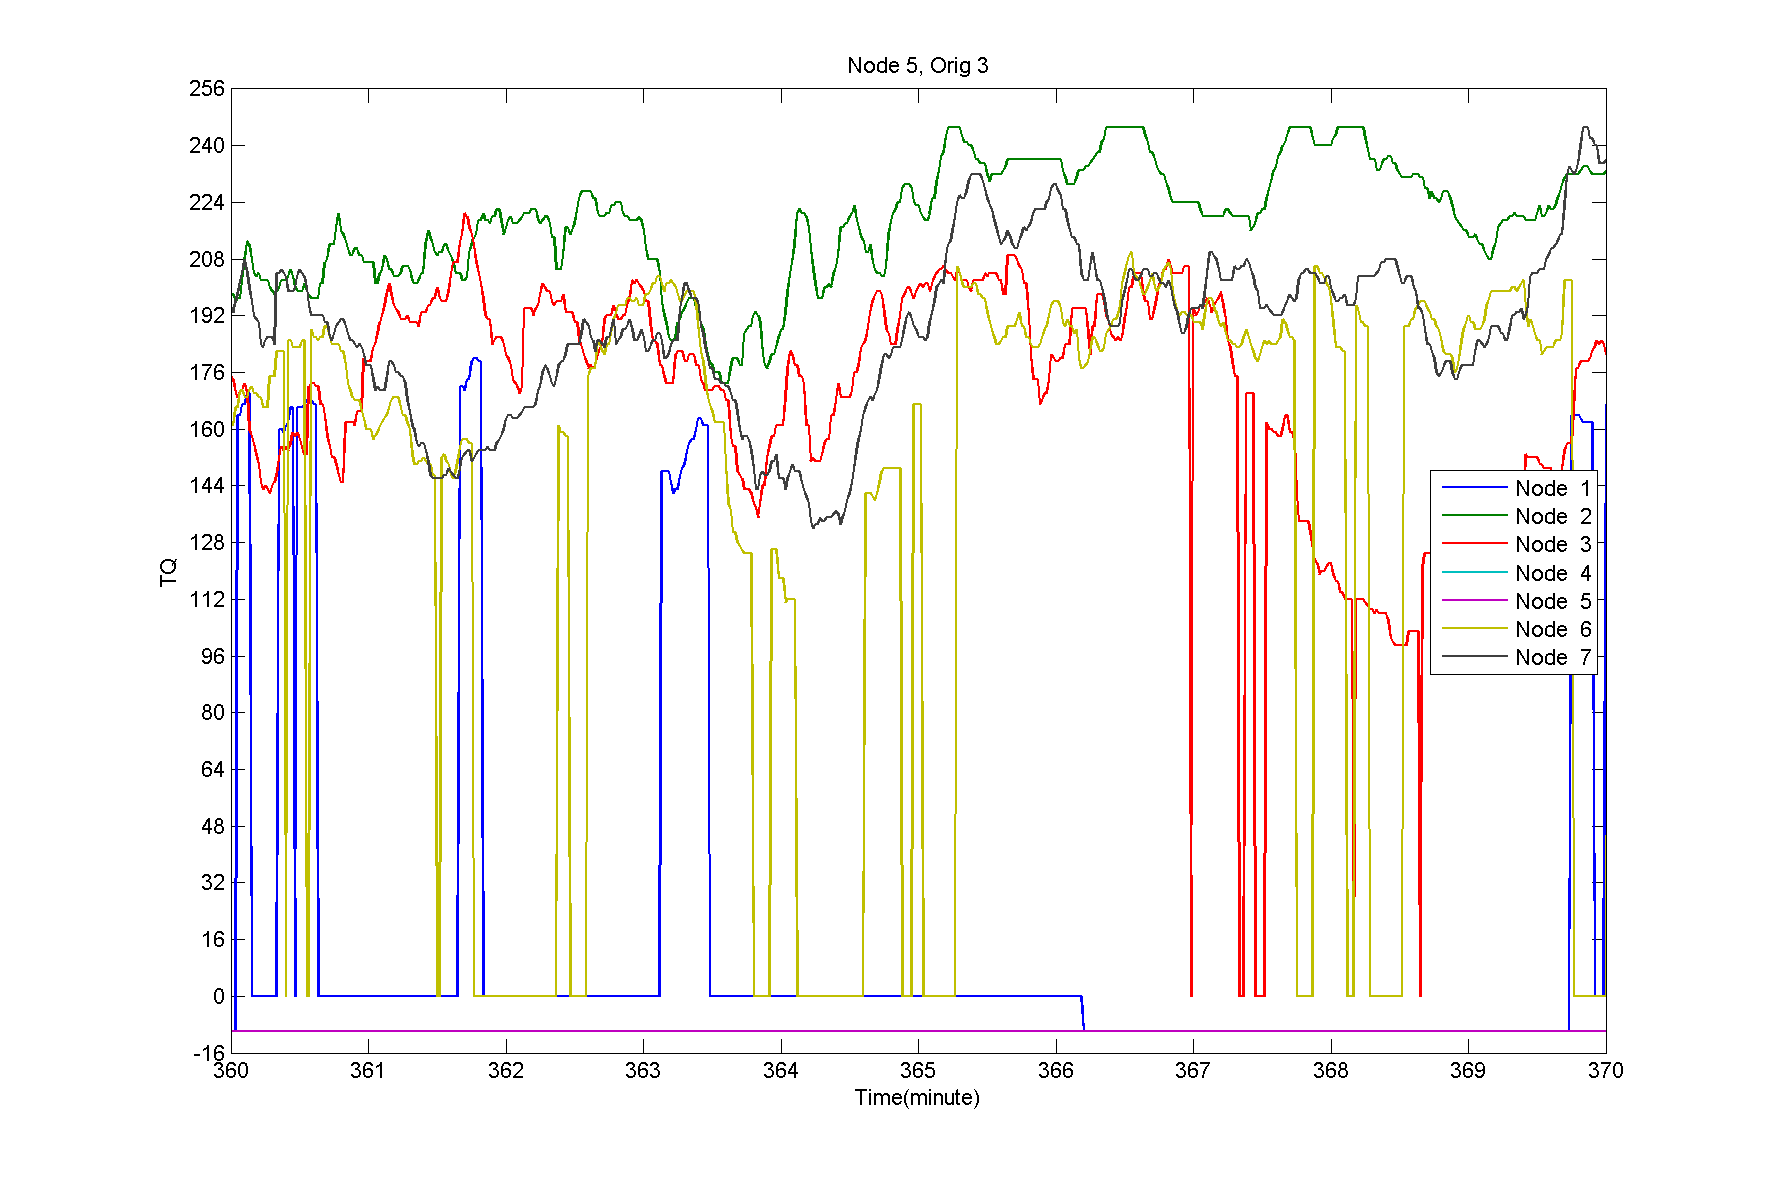 Node 5, Orig 3
256
240
224
208
192
176
160
144
128
112
96
80
64
48
32
16
0
-16
TQ
360 361 362 363 364 365 366 367 368 369 370
Time(minute)
Node 1
Node 2
Node 3
Node 4
Node 5
Node 6
Node 7